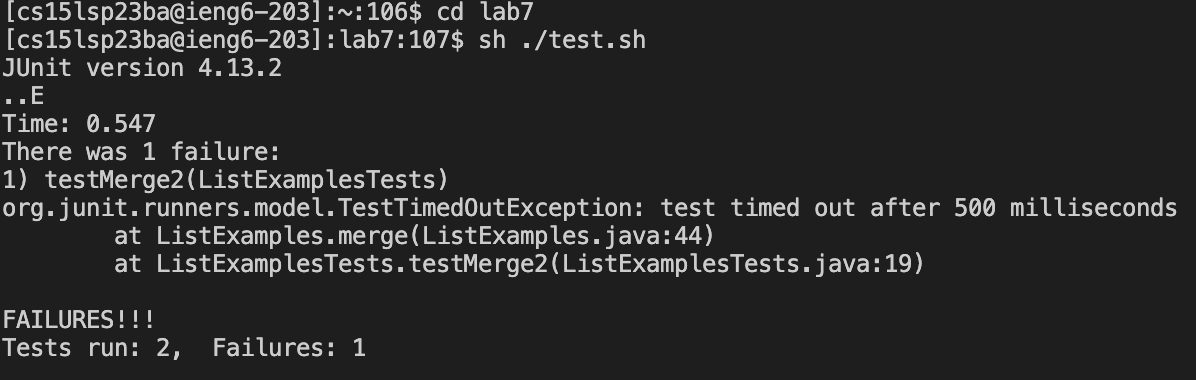 [cs15lsp23ba@ieng6-203]:~:106$ cd lab7
[cs15lsp23ba@ieng6-203]:lab7:107$ sh ./test.sh
JUnit version 4.13.2
..E
Time: 0.547
There was 1 failure:
1) testMerge2(ListExamplesTests)
org.junit.runners.model.TestTimedOutException: test timed out after 500 milliseconds
        at ListExamples.merge(ListExamples.java:44)
        at ListExamplesTests.testMerge2(ListExamplesTests.java:19)

FAILURES!!!
Tests run: 2,  Failures: 1